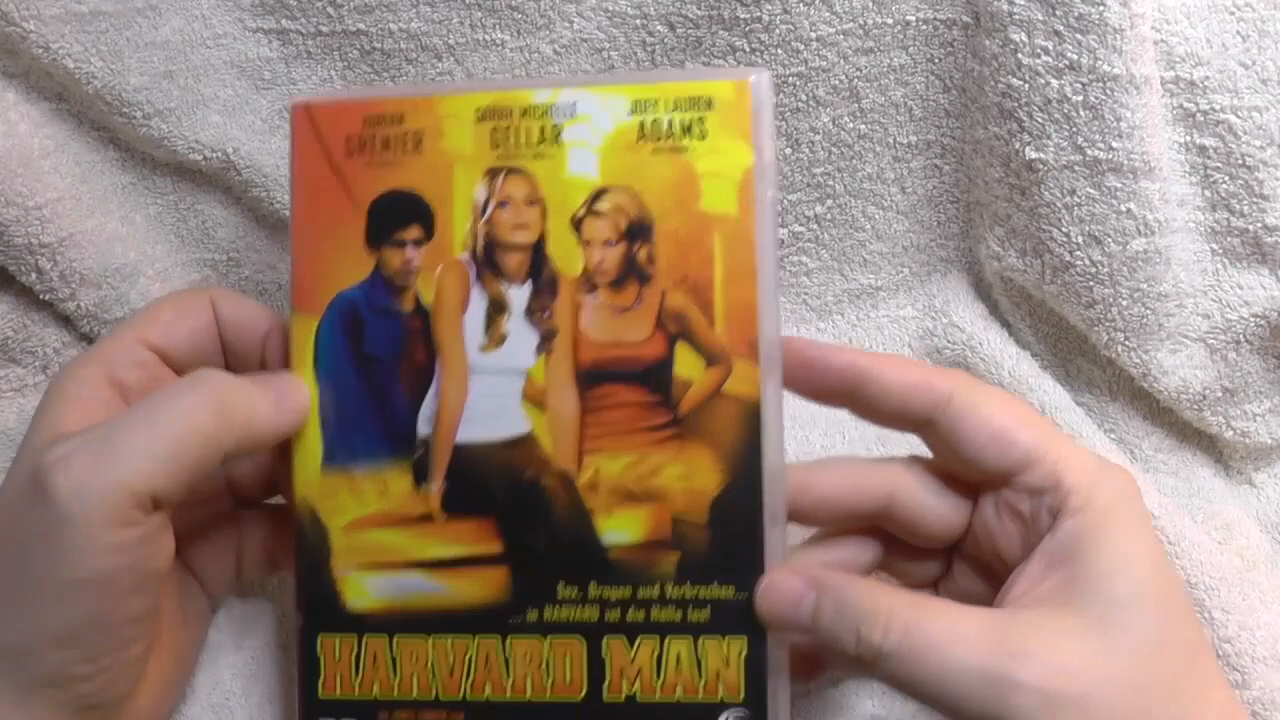 ADRIAN
GRENIER
SARAH MICHELLE
GELLAR
JOEY LAUREN
ADAMS
Sex, Drogen und Verbrechen...
...in HARVARD ist die Hölle los!
HARVARD MAN